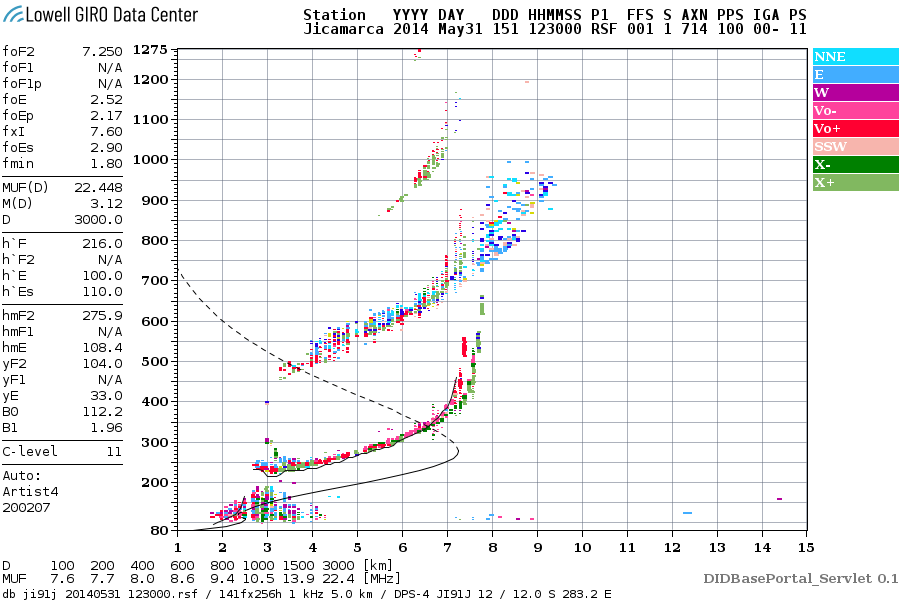 Lowell GIRO Data Center
Station YYYY DAY DDD HHMMSS P1 FFS S AXN PPS IGA PS
Jicamarca 2014 May31 151 123000 RSF 001 1 714 100 00- 11
foF2 7.250
foF1 N/A
foF1p N/A
foE 2.52
foEp 2.17
fxI 7.60
foEs 2.90
fmin 1.80
MUF(D) 22.448
M(D) 3.12
D 3000.0
h`F 216.0
h`F2 N/A
h`E 100.0
h`Es 110.0
hmF2 275.9
hmF1 N/A
hmE 108.4
yF2 104.0
yF1 N/A
yE 33.0
B0 112.2
B1 1.96
C-level 11
Auto:
Artist4
200207
1275
1200
1100
1000
900
800
700
600
500
400
300
200
80
1 2 3 4 5 6 7 8 9 10 11 12 13 14 15
NNE
E
W
Vo-
Vo+
SSW
X-
X+
D 100 200 400 600 800 1000 1500 3000 [km]
MUF 7.6 7.7 8.0 8.6 9.4 10.5 13.9 22.4 [MHz]
DIDBasePortal_Servlet 0.1
db ji91j 20140531 123000.rsf / 141fx256h 1 kHz 5.0 km / DPS-4 JI91J 12 / 12.0 S 283.2 E